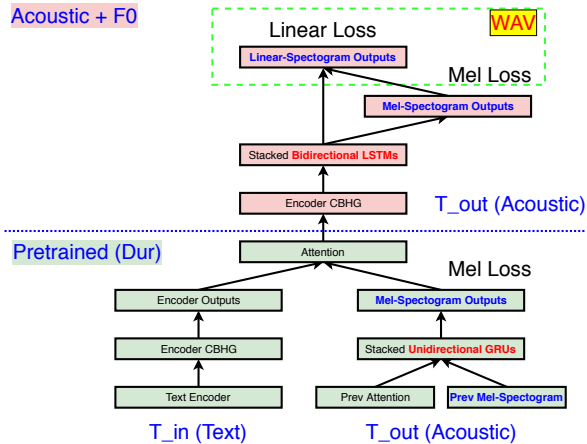 Acoustic + F0
Linear Loss
WAV
Linear-Spectogram Outputs
Mel Loss
Mel-Spectogram Outputs
Stacked Bidirectional LSTMs
Encoder CBHG
T_out (Acoustic)
Pretrained (Dur)
Attention
Mel Loss
Encoder Outputs
Mel-Spectogram Outputs
Encoder CBHG
Stacked Unidirectional GRUs
Text Encoder
Prev Attention
Prev Mel-Spectogram
T_in (Text)
T_out (Acoustic)